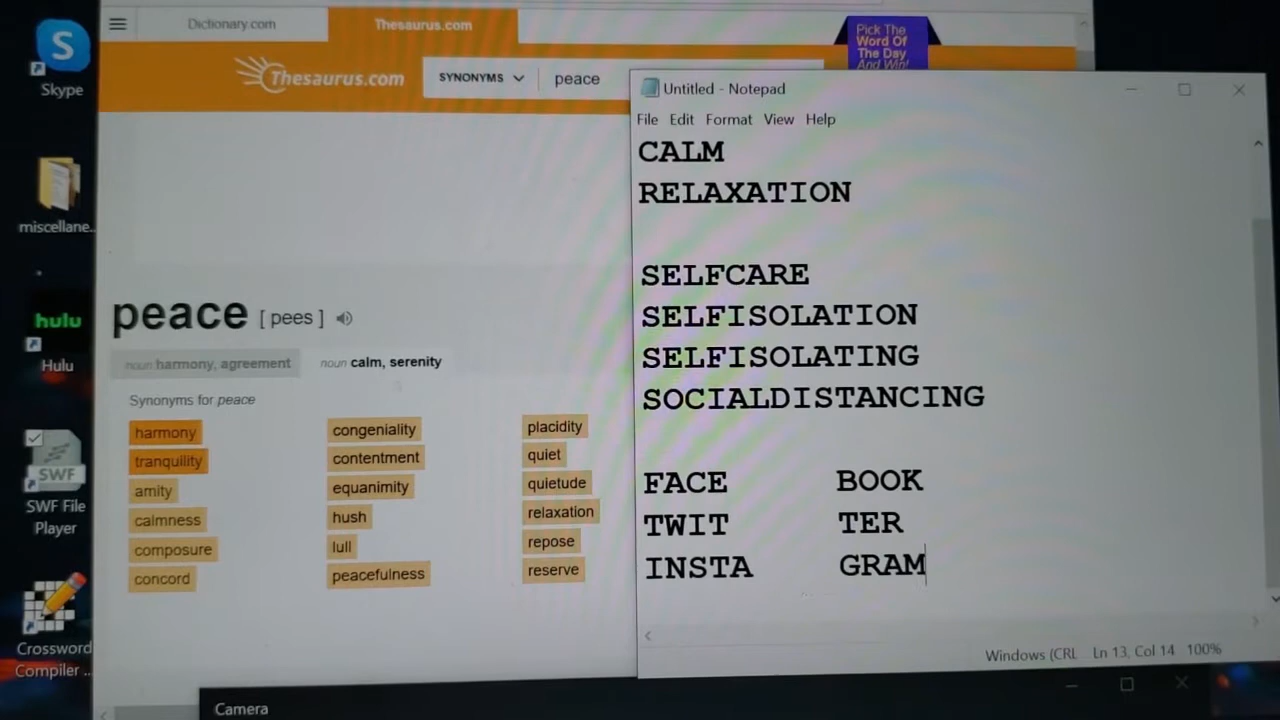 Dictionary.com
Thesaurus.com
Pick The
Word Of
The Day
And Win!
Thesaurus.com
SYNONYMS
peace
Skype
miscellane..
hulu
Hulu
SWF
SWF File
Player
Crossword
Compiler ..
peace [ pees ]
noun harmony, agreement
noun calm, serenity
Synonyms for peace
harmony
tranquility
amity
calmness
composure
concord
congeniality
contentment
equanimity
hush
lull
peacefulness
placidity
quiet
quietude
relaxation
repose
reserve
Untitled - Notepad
File Edit Format View Help
CALM
RELAXATION
SELFCARE
SELFISOLATION
SELFISOLATING
SOCIALDISTANCING
FACE BOOK
TWIT TER
INSTA GRAM
Windows (CRL Ln 13, Col 14 100%
Camera